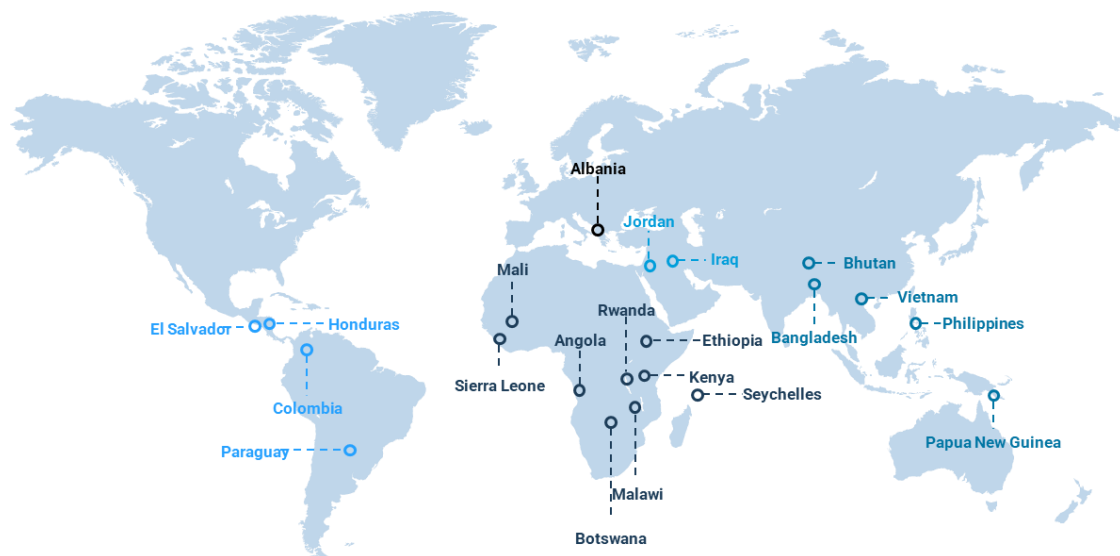 Albania
Jordan
Iraq
Bhutan
Mali
Vietnam
Rwanda
El Salvador
Honduras
Philippines
Angola
Ethiopia
Bangladesh
Kenya
Sierra Leone
Seychelles
Colombia
Papua New Guinea
Paraguay
Malawi
Botswana